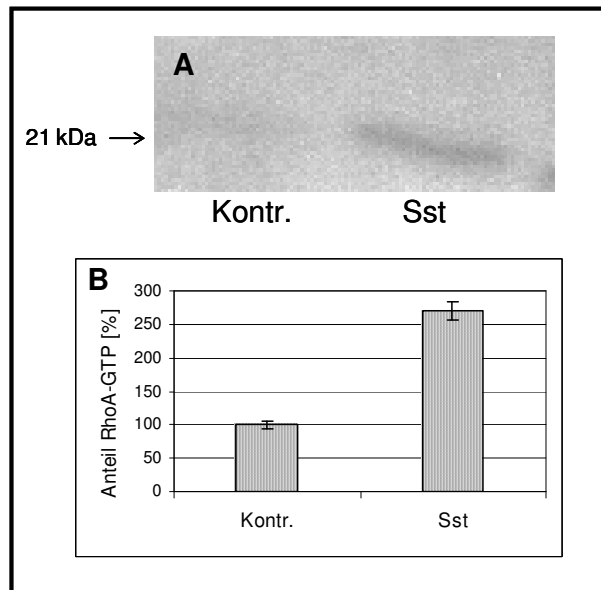 A
21 kDa →
Kontr. Sst
B
Anteil RhoA-GTP [%]
300
250
200
150
100
50
0
Kontr. Sst